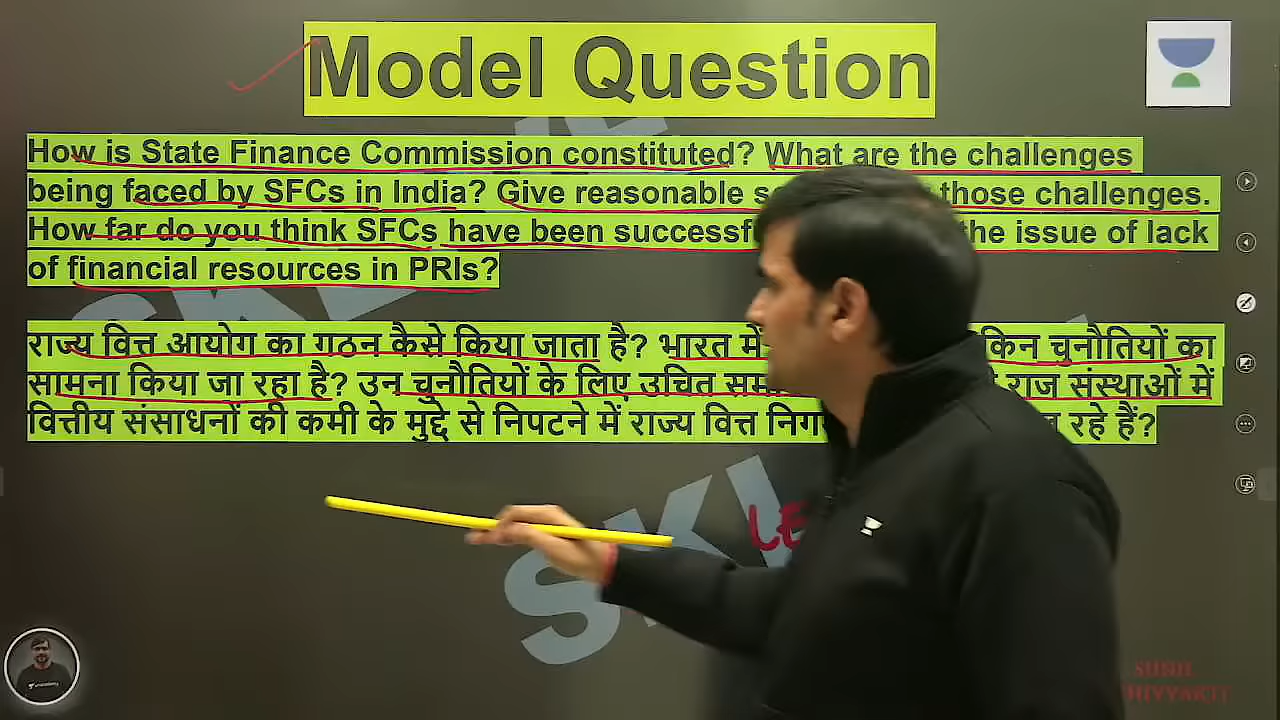 Model Question
How is State Finance Commission constituted? What are the challenges
being faced by SFCs in India? Give reasonable those challenges.
How far do you think SFCs have been the issue of lack
of financial resources in PRIs?
राज्य वित्त आयोग का गठन कैसे किया जाता है? भारत में किन चुनौतियों का
सामना किया जा रहा है? उन चुनौतियों के लिए उचित राज संस्थाओं में
वित्तीय संसाधनों की कमी के मुद्दे से निपटने में राज्य वित्त रहे हैं?